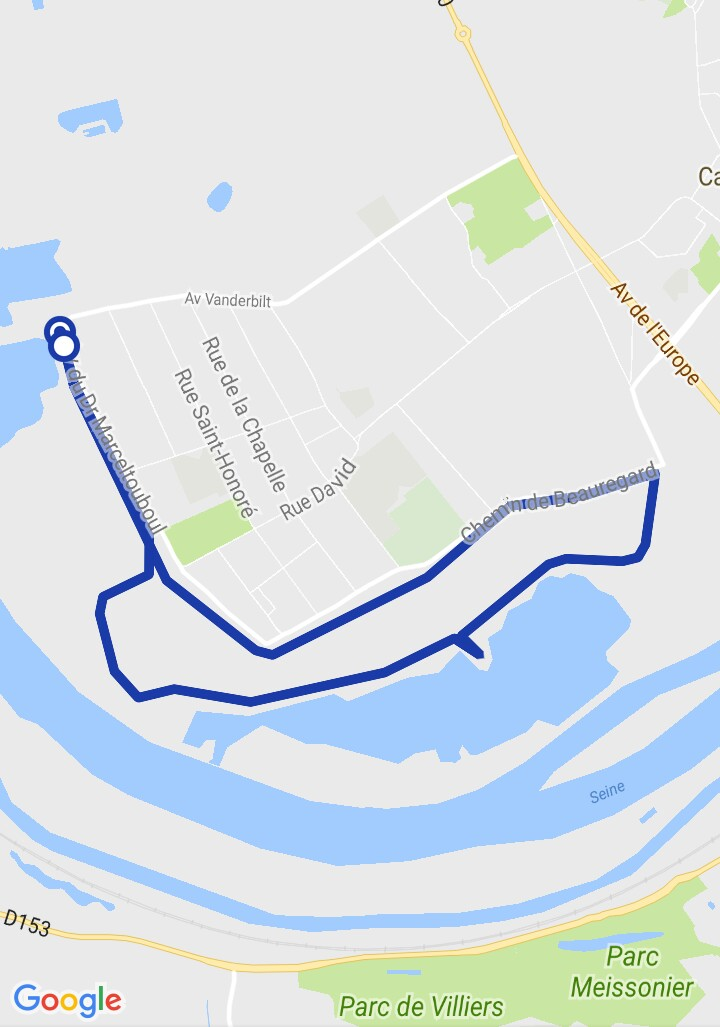 Ca
Av de l'Europe
Av Vanderbilt
du Dr Marceltouboul
Rue de la Chapelle
Rue Saint-Honoré
Rue David
Chemin de Beauregard
Seine
D153
Parc
Meissonier
Parc de Villiers
Google